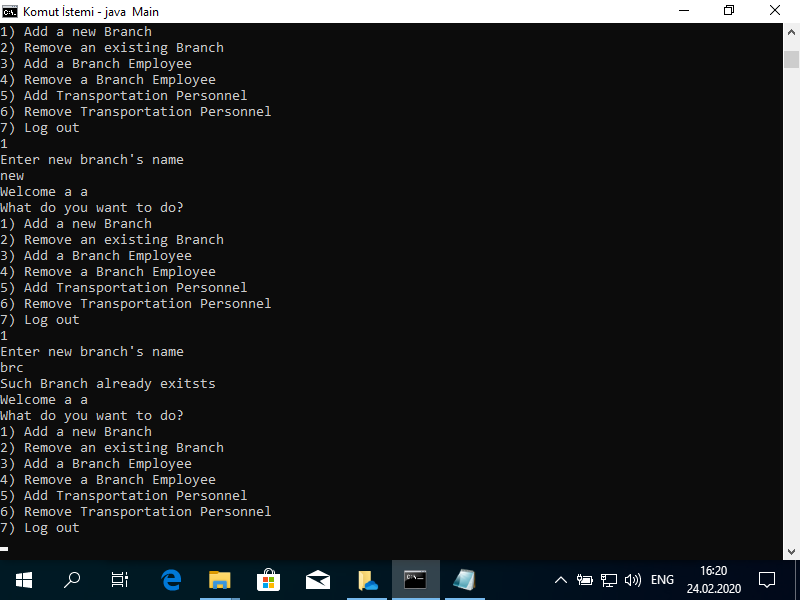 Komut İstemi - java Main
1) Add a new Branch
2) Remove an existing Branch
3) Add a Branch Employee
4) Remove a Branch Employee
5) Add Transportation Personnel
6) Remove Transportation Personnel
7) Log out
1
Enter new branch's name
new
Welcome a a
What do you want to do?
1) Add a new Branch
2) Remove an existing Branch
3) Add a Branch Employee
4) Remove a Branch Employee
5) Add Transportation Personnel
6) Remove Transportation Personnel
7) Log out
1
Enter new branch's name
brc
Such Branch already exitsts
Welcome a a
What do you want to do?
1) Add a new Branch
2) Remove an existing Branch
3) Add a Branch Employee
4) Remove a Branch Employee
5) Add Transportation Personnel
6) Remove Transportation Personnel
7) Log out
ENG
16:20
24.02.2020